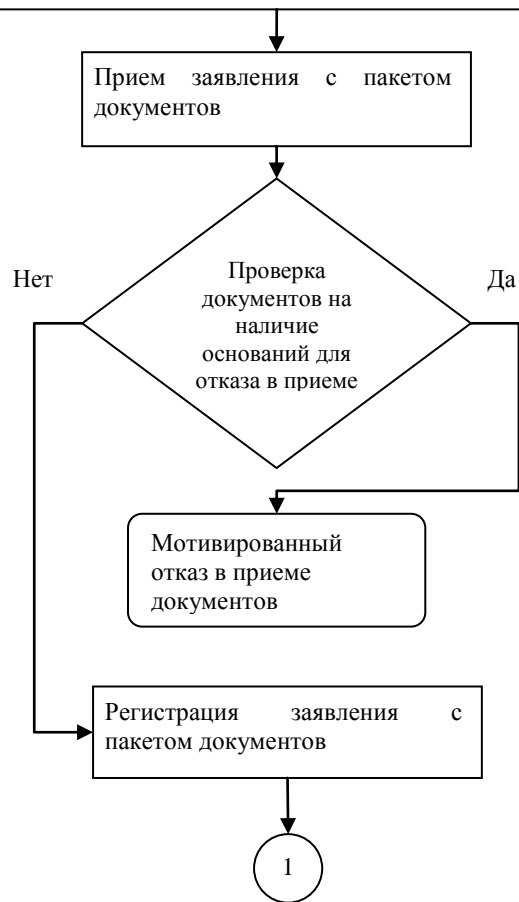 Прием заявления с пакетом
документов
Нет
Да
Проверка
документов на
наличие
оснований для
отказа в приеме
Мотивированный
отказ в приеме
документов
Регистрация заявления с
пакетом документов
1